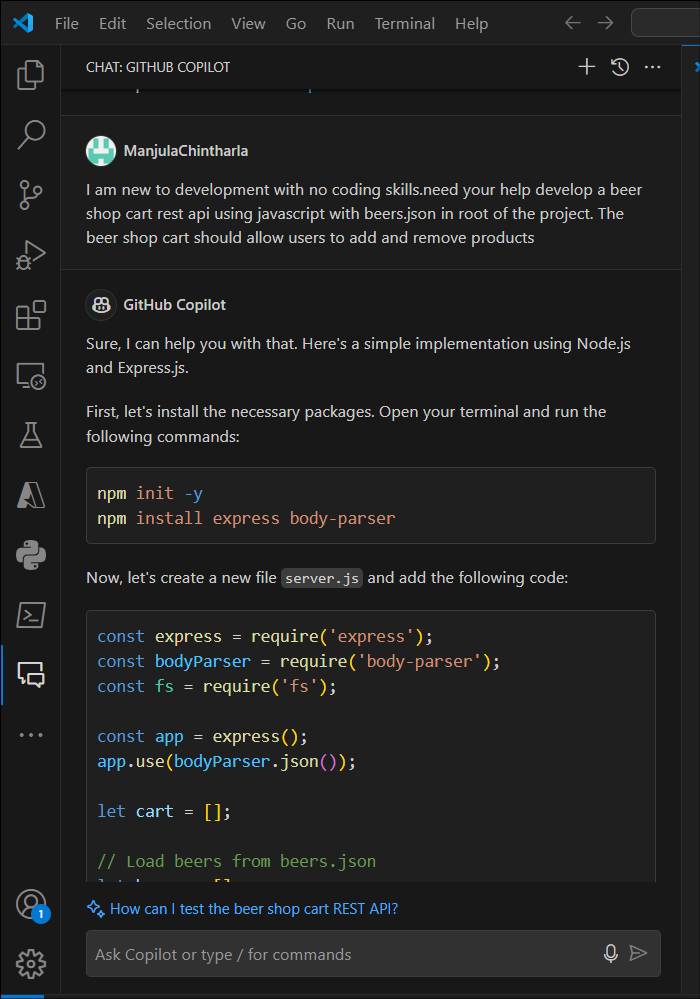 File Edit Selection View Go Run Terminal Help
CHAT: GITHUB COPILOT
ManjulaChintharla
I am new to development with no coding skills.need your help develop a beer
shop cart rest api using javascript with beers.json in root of the project. The
beer shop cart should allow users to add and remove products
GitHub Copilot
Sure, I can help you with that. Here's a simple implementation using Node.js
and Express.js.
First, let's install the necessary packages. Open your terminal and run the
following commands:
npm init -y
npm install express body-parser
Now, let's create a new file server.js and add the following code:
const express = require('express');
const bodyParser = require('body-parser');
const fs = require('fs');
const app = express();
app.use(bodyParser.json());
let cart = [];
// Load beers from beers.json
How can I test the beer shop cart REST API?
1
Ask Copilot or type / for commands